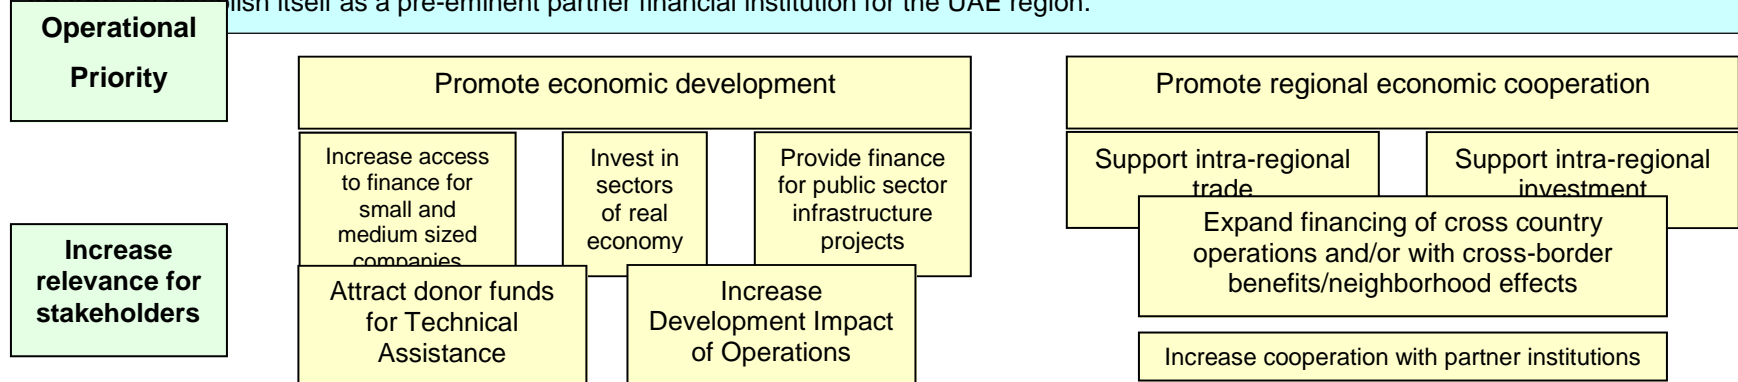 itself as a pre-eminent partner financial institution for the UAE region.
Operational
Priority
Promote economic development
Promote regional economic cooperation
Increase access
to finance for
small and
medium sized
companies
Invest in
sectors
of real
economy
Provide finance
for public sector
infrastructure
projects
Support intra-regional
trade
Support intra-regional
investment
Increase
relevance for
stakeholders
Attract donor funds
for Technical
Assistance
Increase
Development Impact
of Operations
Expand financing of cross country
operations and/or with cross-border
benefits/neighborhood effects
Increase cooperation with partner institutions